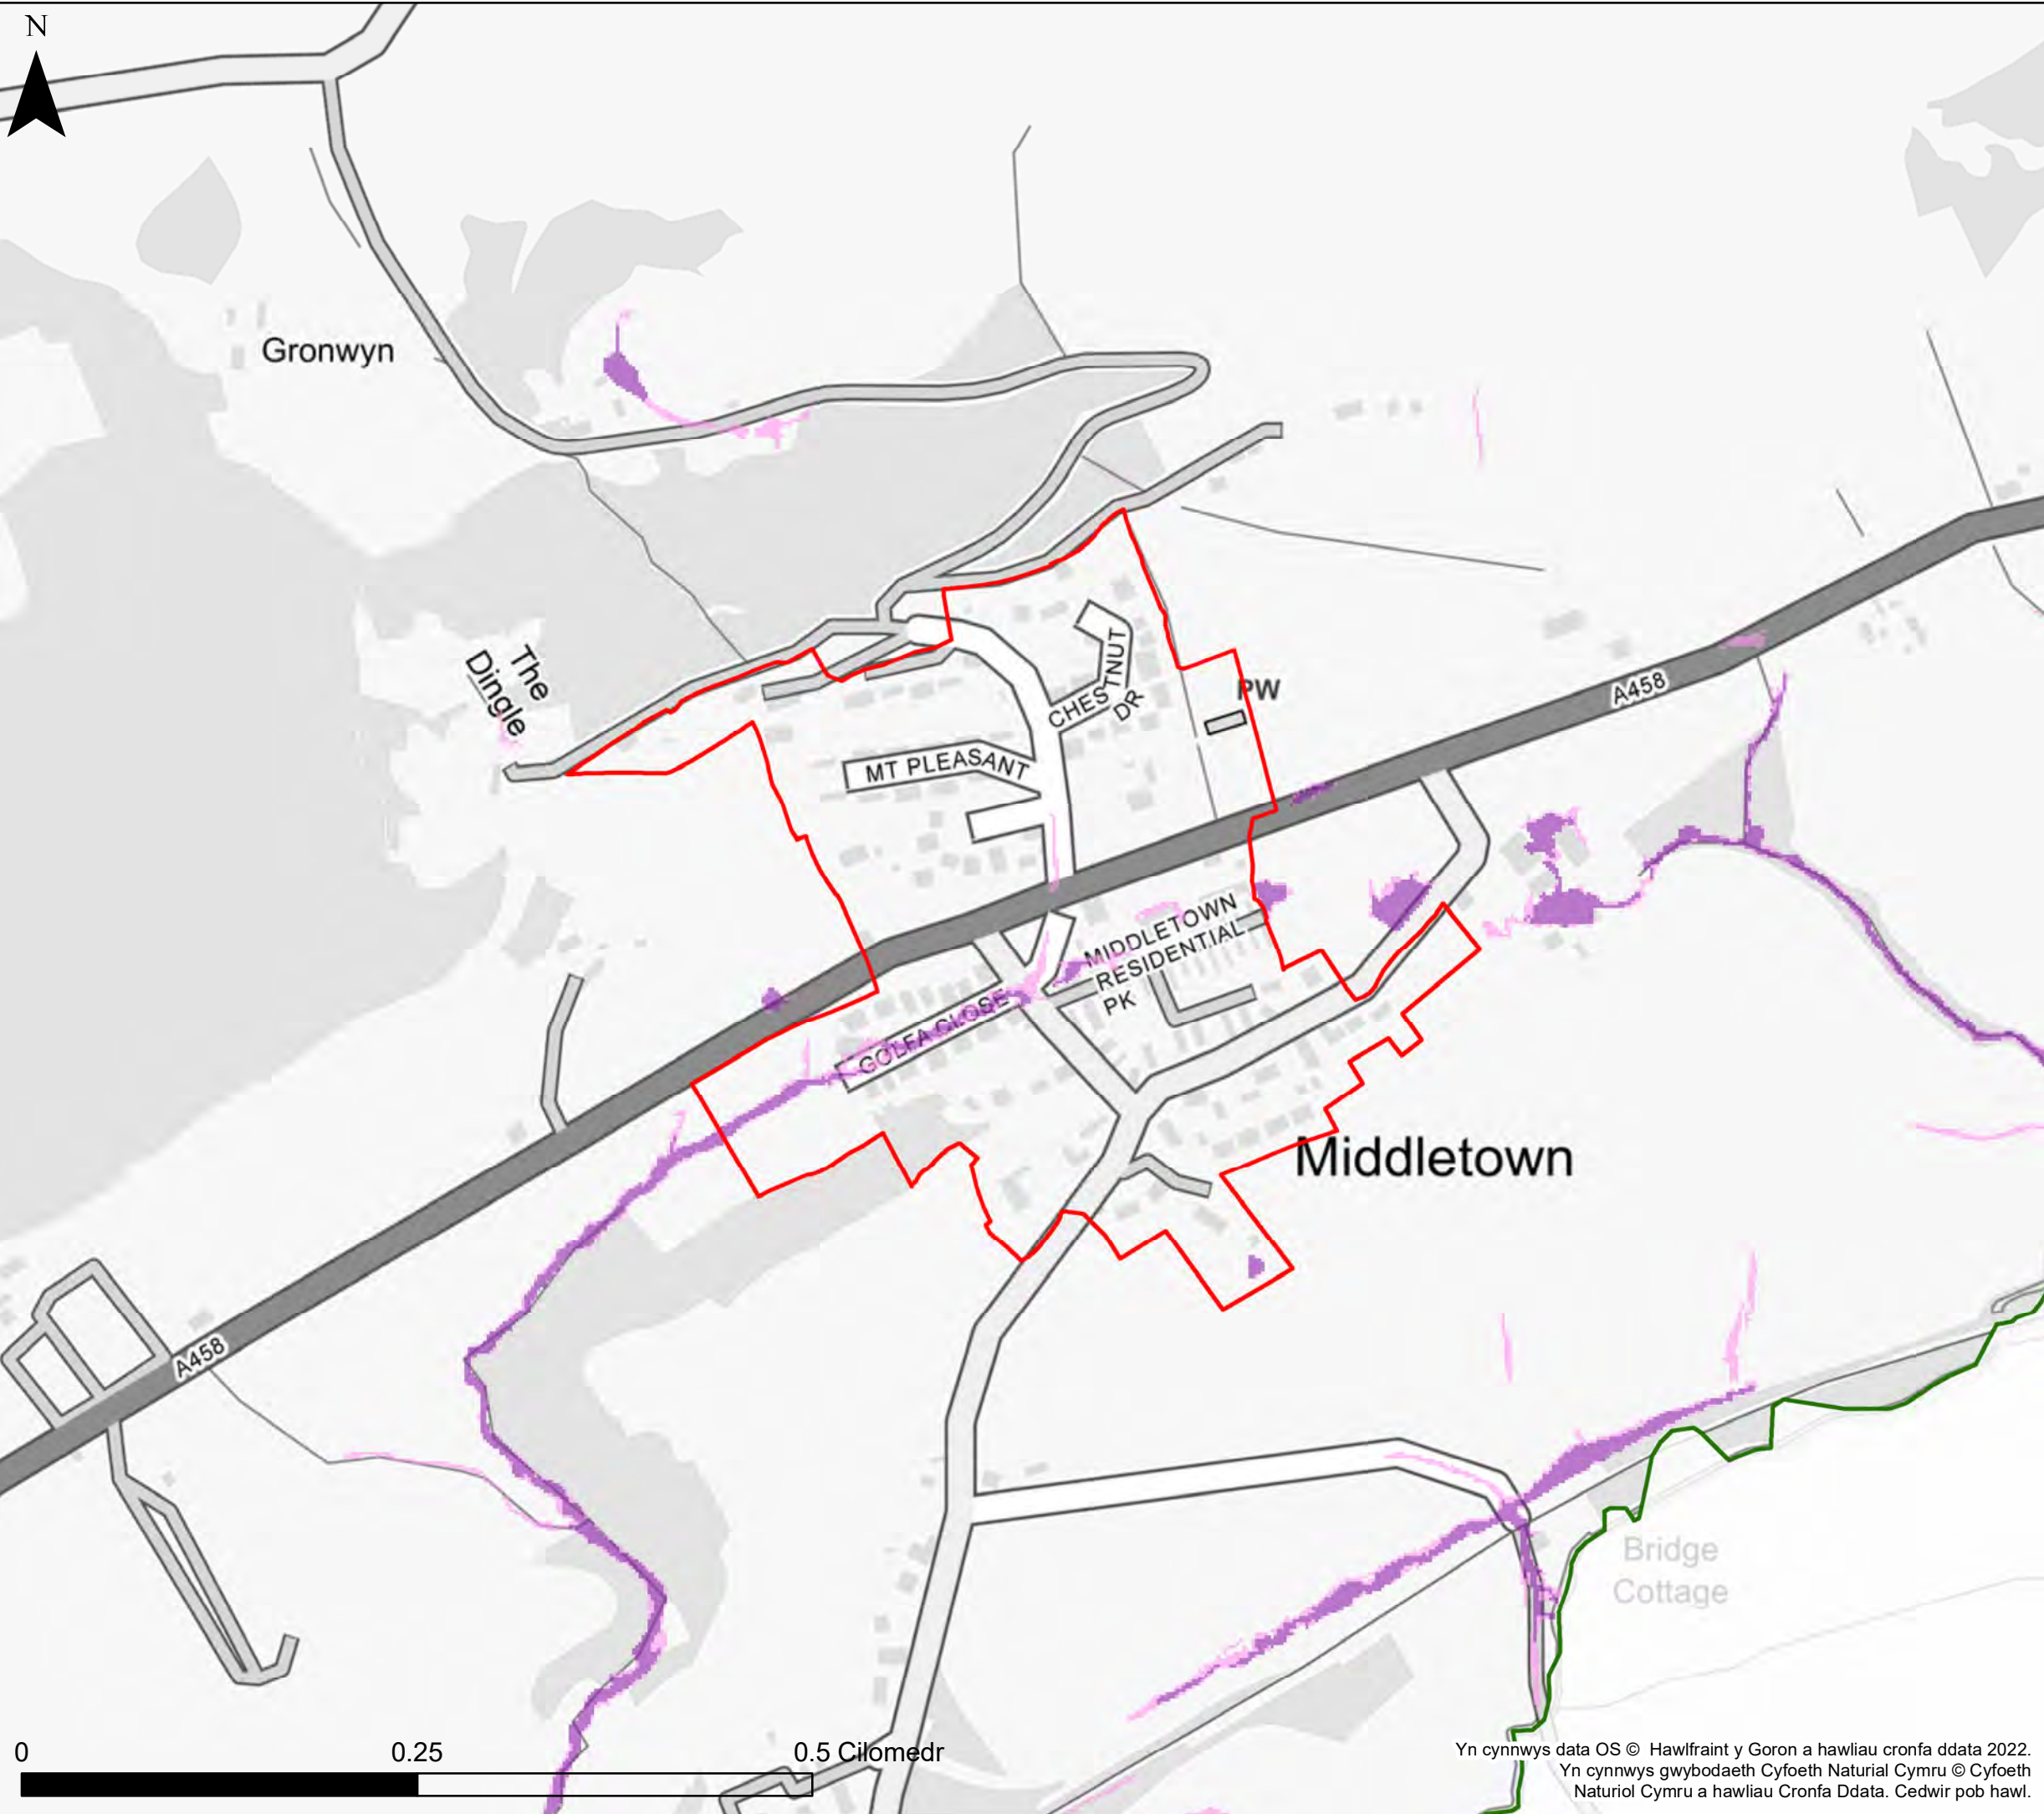 N
Gronwyn
The
Dingle
CHESTNUT
DR
PW
A458
MT PLEASANT
MIDDLETOWN
RESIDENTIAL
PK
GOLFA CLOSE
Middletown
A458
Bridge
Cottage
0
0.25
0.5 Cilomedr
Yn cynnwys data OS © Hawlfraint y Goron a hawliau cronfa ddata 2022.
Yn cynnwys gwybodaeth Cyfoeth Naturial Cymru © Cyfoeth
Naturiol Cymru a hawliau Cronfa Ddata. Cedwir pob hawl.